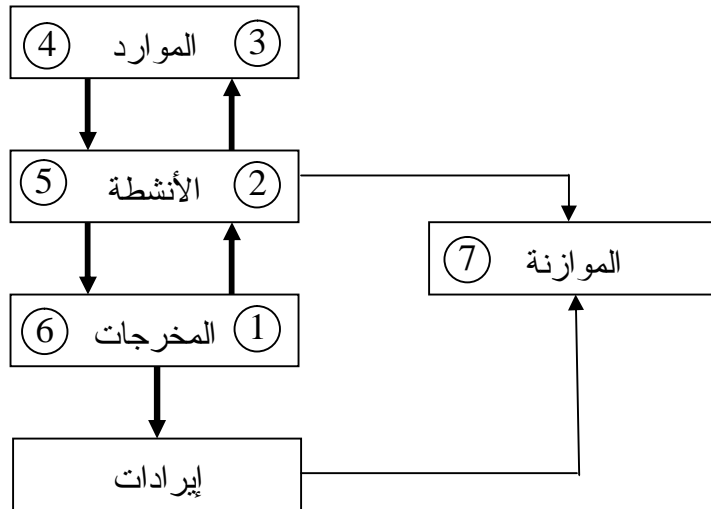 ③ الموارد ④
② الأنشطة ⑤
الموازنة ⑦
① المخرجات ⑥
إيرادات